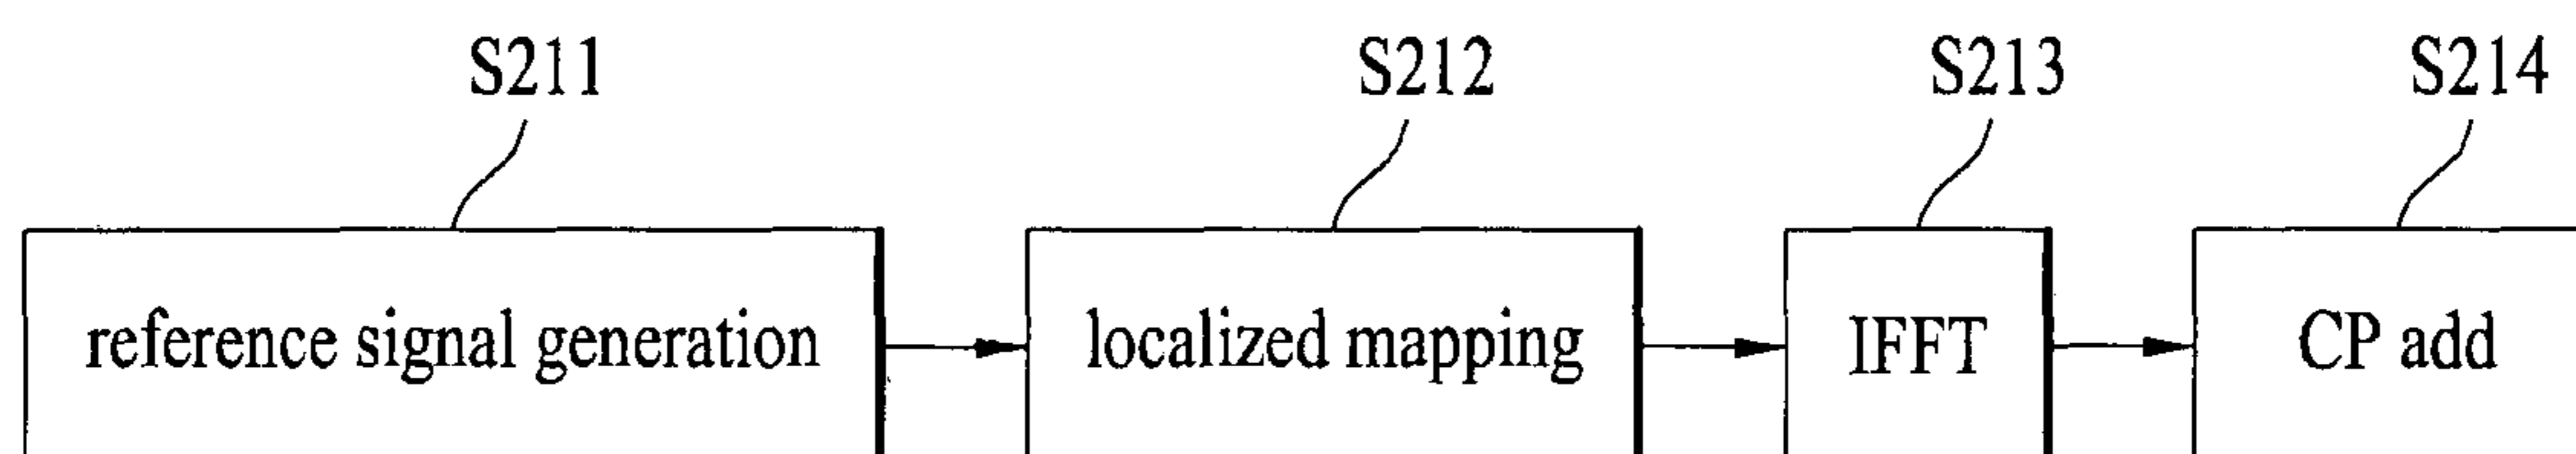 S211 S212 S213 S214
reference signal generation localized mapping IFFT CP add